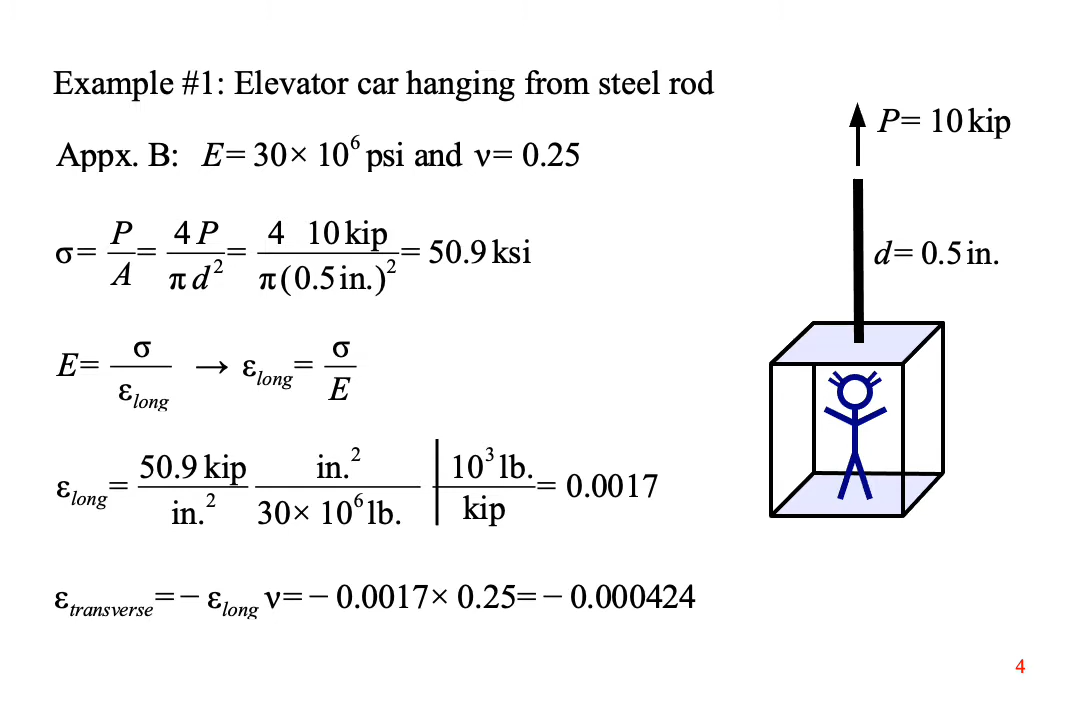 Example #1: Elevator car hanging from steel rod
P= 10 kip
Appx. B: E= 30× 10⁶ psi and ν= 0.25
σ= P/A = 4 P/π d² = 4 10 kip/π(0.5 in.)² = 50.9 ksi
d= 0.5 in.
E= σ/ε_long → ε_long= σ/E
ε_long= 50.9 kip/in.² in.²/30× 10⁶ lb. | 10³ lb./kip = 0.0017
ε_transverse=− ε_long ν=− 0.0017× 0.25=− 0.000424
4